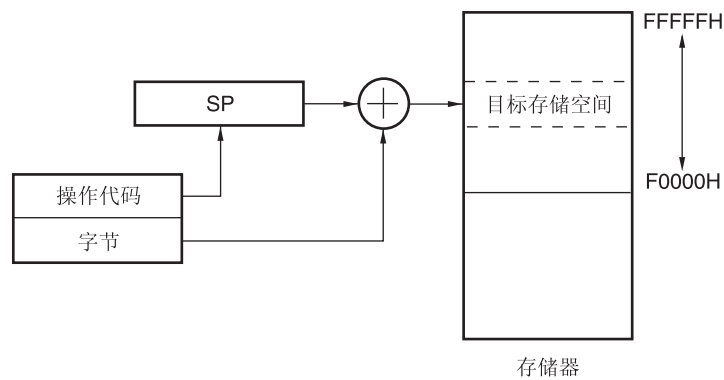 FFFFFH
SP
目标存储空间
操作代码
F0000H
字节
存储器